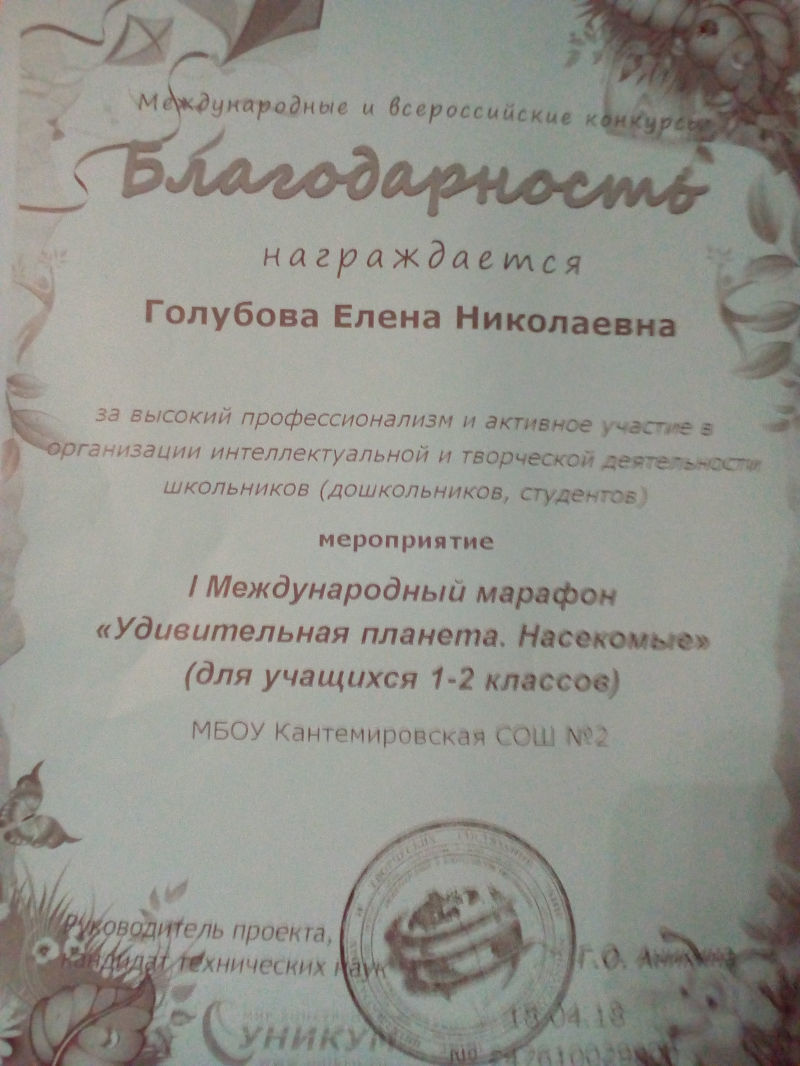 Международные и всероссийские конкурсы
Благодарность
награждается
Голубова Елена Николаевна
за высокий профессионализм и активное участие в
организации интеллектуальной и творческой деятельности
школьников (дошкольников, студентов)
мероприятие
I Международный марафон
«Удивительная планета. Насекомые»
(для учащихся 1-2 классов)
МБОУ Кантемировская СОШ №2
Руководитель проекта,
кандидат технических наук
Г.О.
УНИКУМ
18.04.18